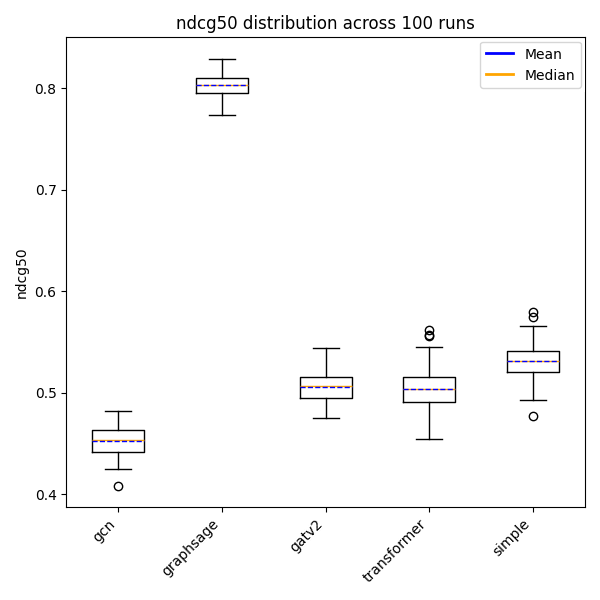 ndcg50 distribution across 100 runs
Mean
Median
ndcg50
0.8
0.7
0.6
0.5
0.4
gcn
graphsage
gatv2
transformer
simple